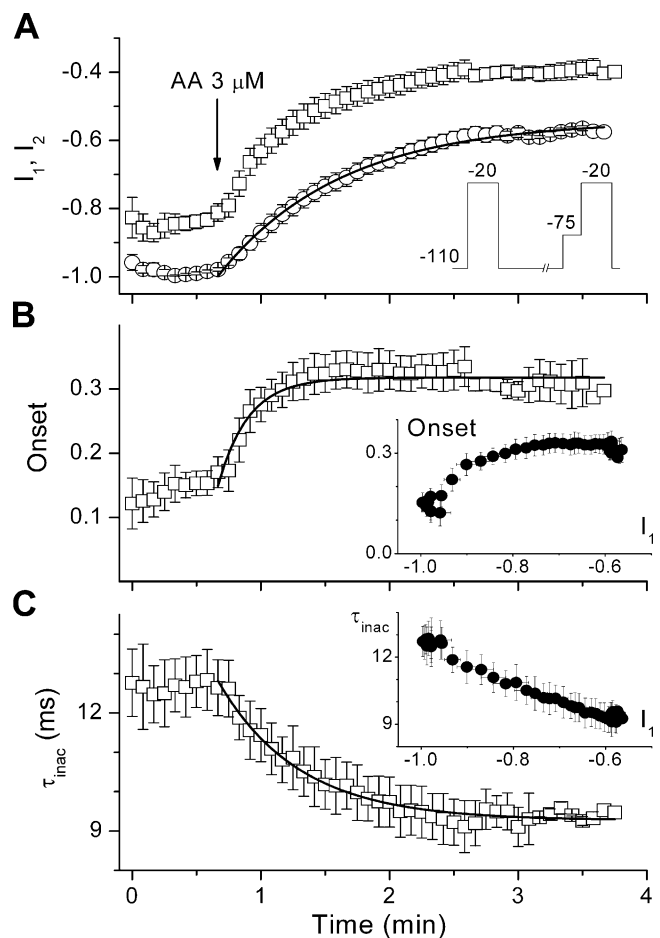 A
-0.4
AA 3 μM
-0.6
I1, I2
-20
-20
-0.8
-75
-110
-1.0
B
0.3
Onset
Onset
0.3
0.1
0.0
I1
-1.0
-0.8
-0.6
C
τinac
12
12
τinac (ms)
9
I1
-1.0
-0.8
-0.6
9
0
1
2
3
4
Time (min)